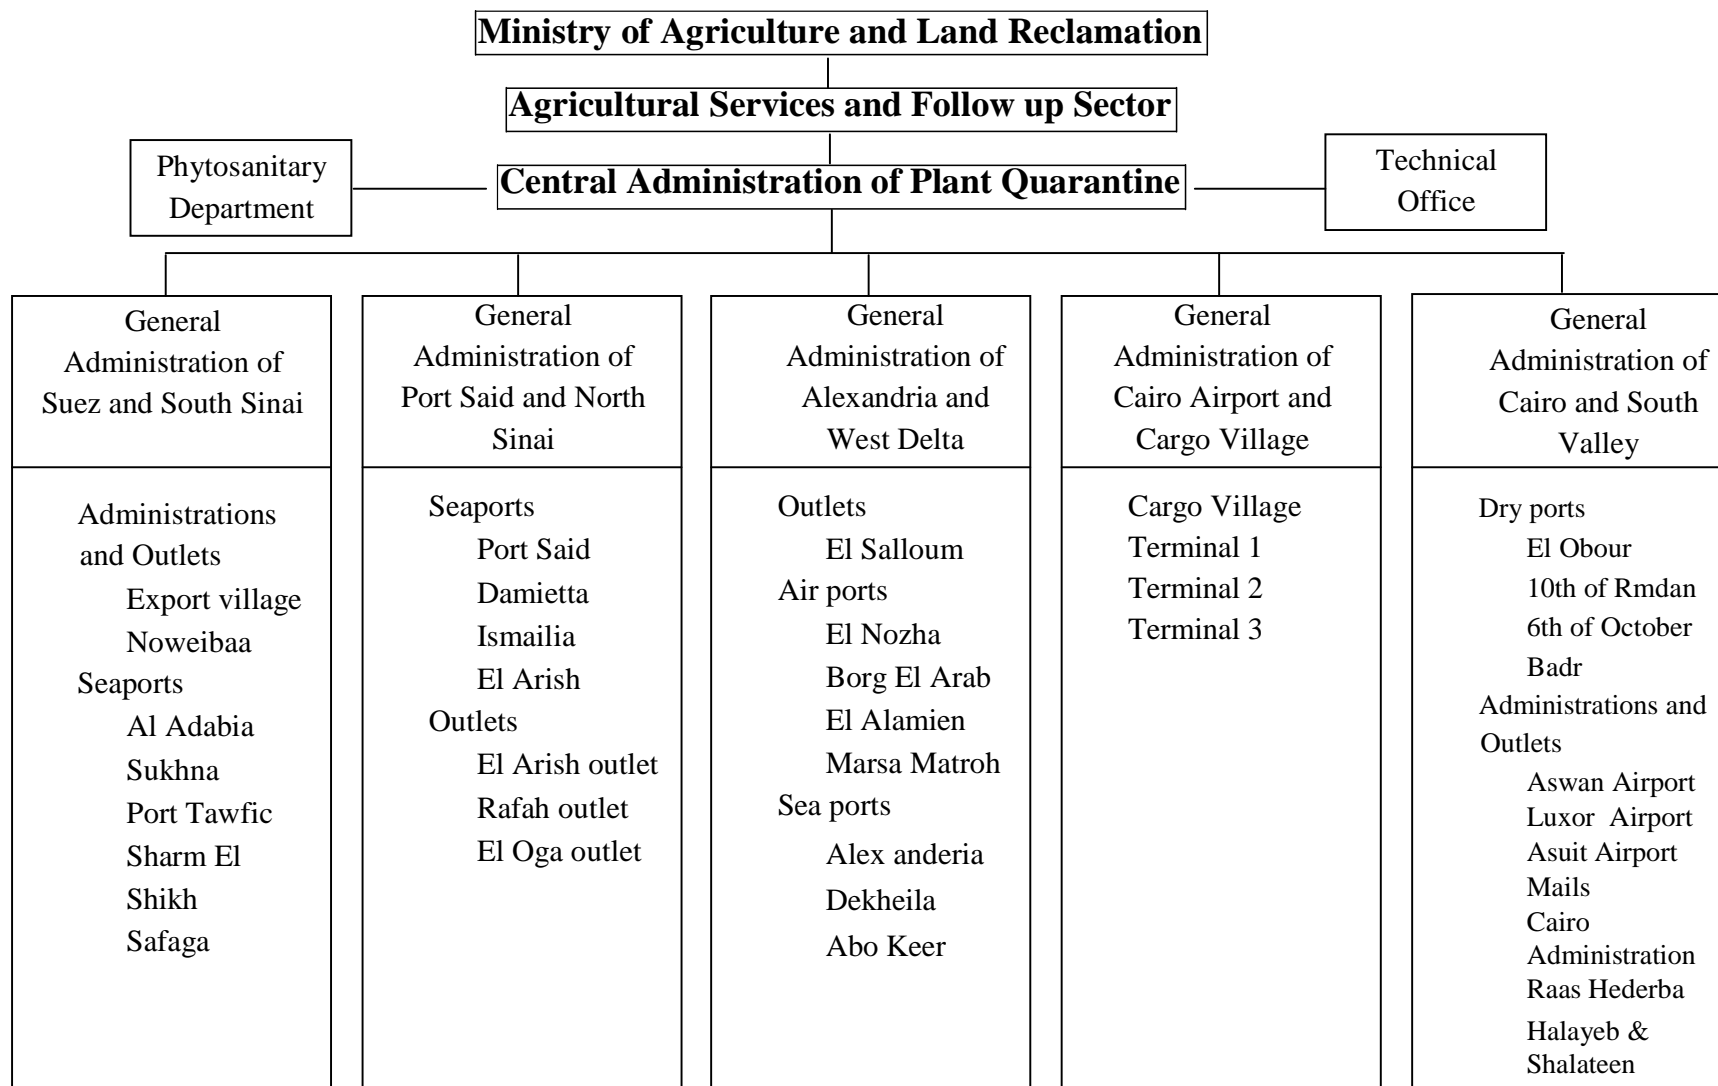 Ministry of Agriculture and Land Reclamation
Agricultural Services and Follow up Sector
Phytosanitary
Department
Central Administration of Plant Quarantine
Technical
Office
General
Administration of
Suez and South Sinai
Administrations
and Outlets
Export village
Noweibaa
Seaports
Al Adabia
Sukhna
Port Tawfic
Sharm El
Shikh
Safaga
General
Administration of
Port Said and North
Sinai
Seaports
Port Said
Damietta
Ismailia
El Arish
Outlets
El Arish outlet
Rafah outlet
El Oga outlet
General
Administration of
Alexandria and
West Delta
Outlets
El Salloum
Air ports
El Nozha
Borg El Arab
El Alamien
Marsa Matroh
Sea ports
Alex anderia
Dekheila
Abo Keer
General
Administration of
Cairo Airport and
Cargo Village
Cargo Village
Terminal 1
Terminal 2
Terminal 3
General
Administration of
Cairo and South
Valley
Dry ports
El Obour
10th of Rmdan
6th of October
Badr
Administrations and
Outlets
Aswan Airport
Luxor Airport
Asuit Airport
Mails
Cairo
Administration
Raas Hederba
Halayeb &
Shalateen